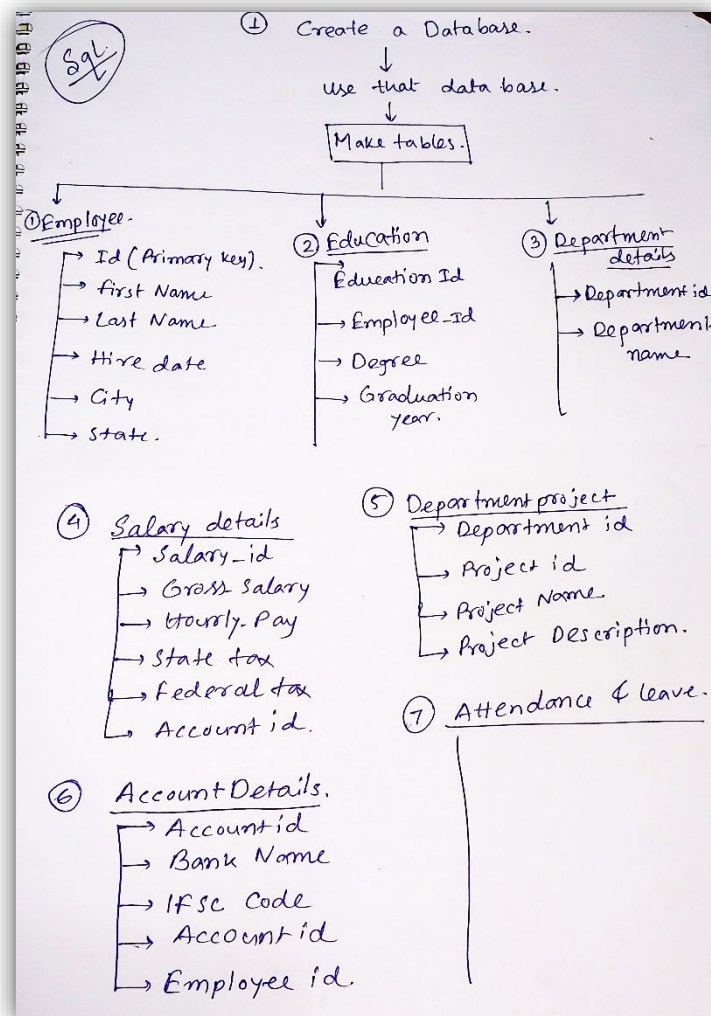 Sql.
① Create a Database.
use that data base.
Make tables.
① Employee.
Id (Primary key).
first Name
Last Name
Hire date
City
State.
② Education
Education Id
Employee_Id
Degree
Graduation
year.
③ Department
details
Department id
Department
name
④ Salary details
Salary_id
Gross Salary
Hourly-Pay
State tax
federal tax
Account id.
⑤ Department project
Department id
Project id
Project Name
Project Description.
⑥ Account Details.
Account id
Bank Name
IFSC Code
Account id
Employee id.
⑦ Attendance & leave.